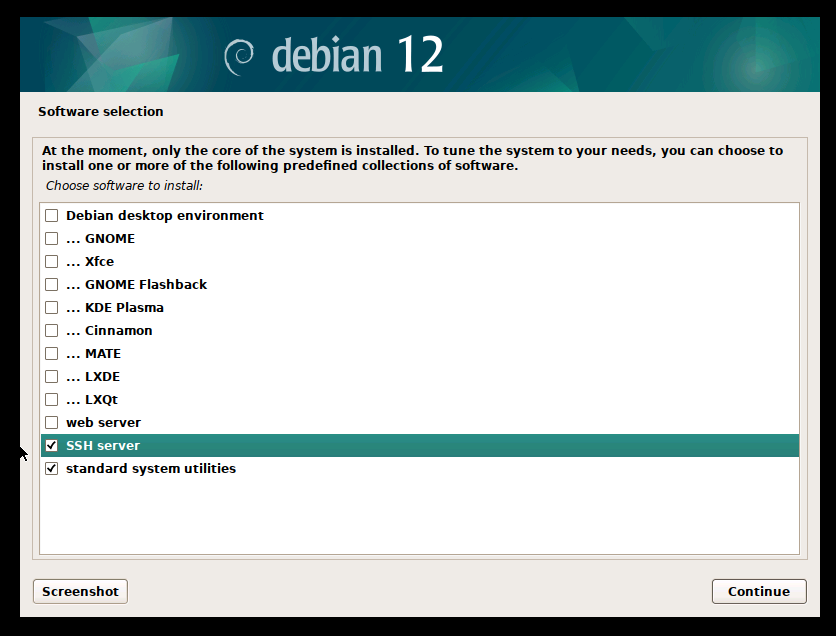 debian 12
Software selection
At the moment, only the core of the system is installed. To tune the system to your needs, you can choose to
install one or more of the following predefined collections of software.
Choose software to install:
Debian desktop environment
... GNOME
... Xfce
... GNOME Flashback
... KDE Plasma
... Cinnamon
... MATE
... LXDE
... LXQt
web server
SSH server
standard system utilities
Screenshot
Continue